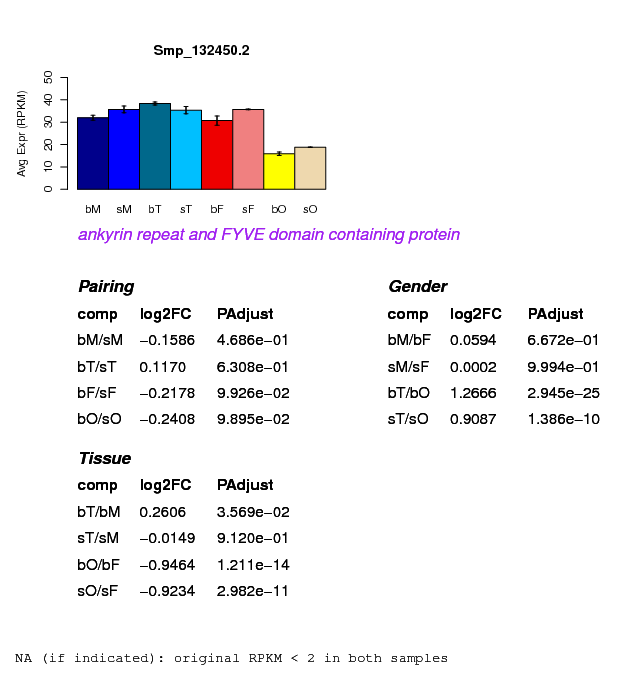 Smp_132450.2
Avg Expr (RPKM)
0 10 20 30 40 50
bM sM bT sT bF sF bO sO
ankyrin repeat and FYVE domain containing protein
Pairing
comp log2FC PAdjust
bM/sM −0.1586 4.686e−01
bT/sT 0.1170 6.308e−01
bF/sF −0.2178 9.926e−02
bO/sO −0.2408 9.895e−02
Gender
comp log2FC PAdjust
bM/bF 0.0594 6.672e−01
sM/sF 0.0002 9.994e−01
bT/bO 1.2666 2.945e−25
sT/sO 0.9087 1.386e−10
Tissue
comp log2FC PAdjust
bT/bM 0.2606 3.569e−02
sT/sM −0.0149 9.120e−01
bO/bF −0.9464 1.211e−14
sO/sF −0.9234 2.982e−11
NA (if indicated): original RPKM < 2 in both samples